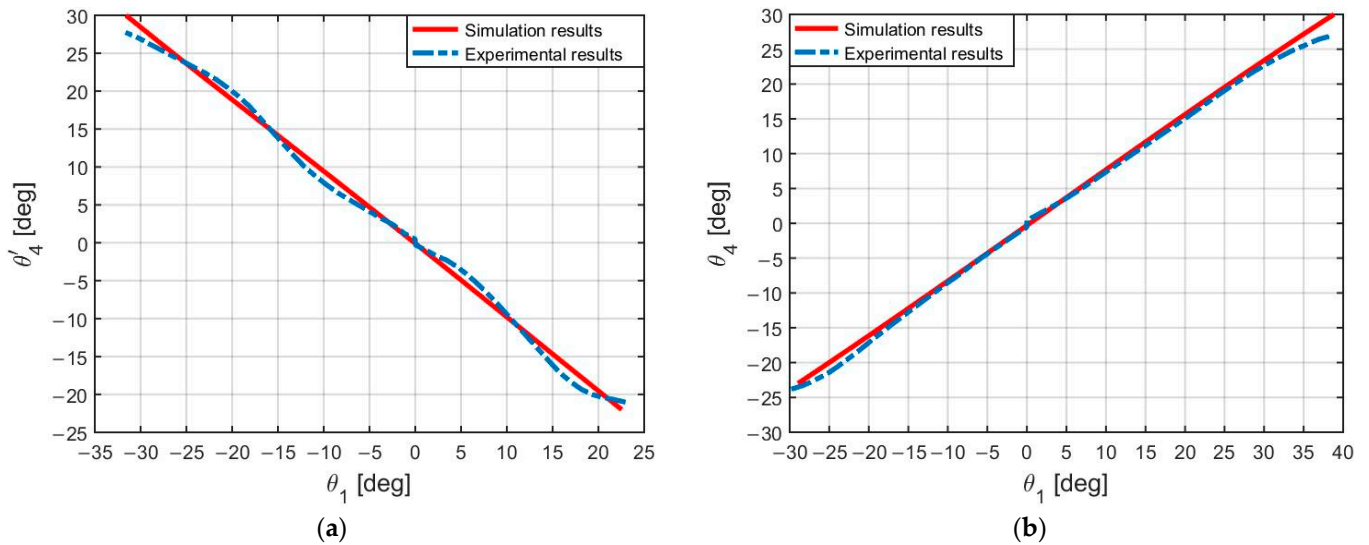 Simulation results
Experimental results
30
25
20
15
10
5
0
−5
−10
−15
−20
−25
θ′4 [deg]
−35 −30 −25 −20 −15 −10 −5 0 5 10 15 20 25
θ1 [deg]
(a)
Simulation results
Experimental results
30
25
20
15
10
5
0
−5
−10
−15
−20
−25
−30
θ4 [deg]
−30 −25 −20 −15 −10 −5 0 5 10 15 20 25 30 35 40
θ1 [deg]
(b)